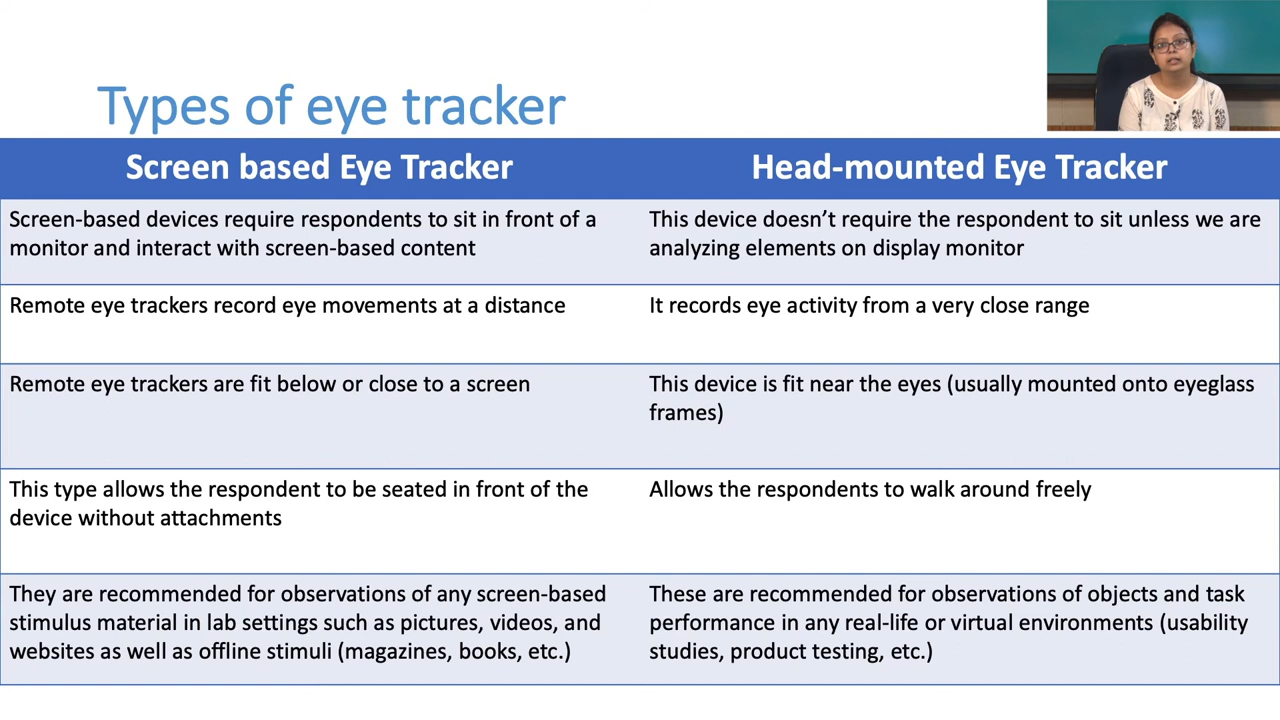 Types of eye tracker
Screen based Eye Tracker
Head-mounted Eye Tracker
Screen-based devices require respondents to sit in front of a
monitor and interact with screen-based content
This device doesn’t require the respondent to sit unless we are
analyzing elements on display monitor
Remote eye trackers record eye movements at a distance
It records eye activity from a very close range
Remote eye trackers are fit below or close to a screen
This device is fit near the eyes (usually mounted onto eyeglass
frames)
This type allows the respondent to be seated in front of the
device without attachments
Allows the respondents to walk around freely
They are recommended for observations of any screen-based
stimulus material in lab settings such as pictures, videos, and
websites as well as offline stimuli (magazines, books, etc.)
These are recommended for observations of objects and task
performance in any real-life or virtual environments (usability
studies, product testing, etc.)